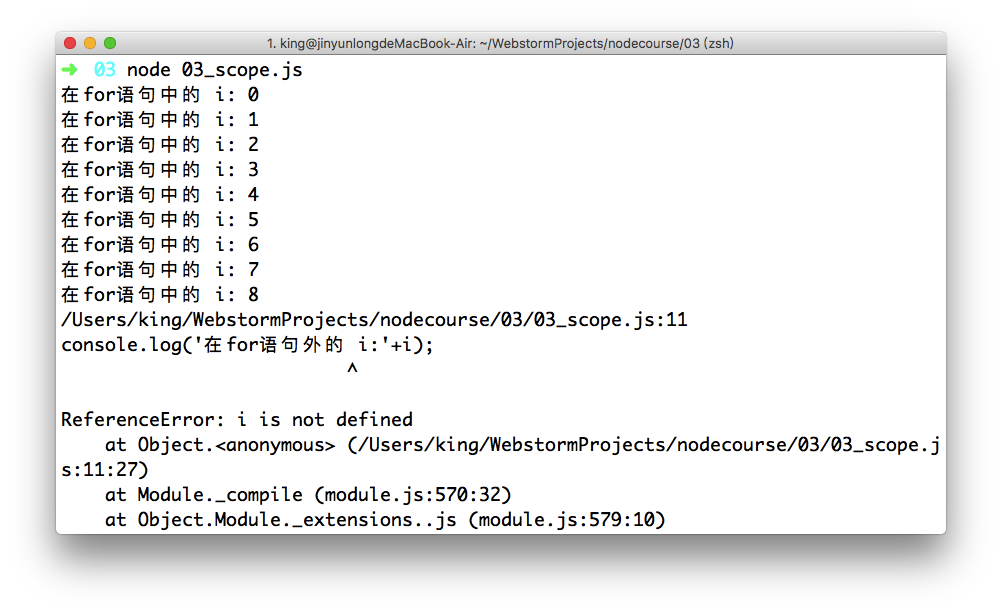 1. king@jinyunlongdeMacBook-Air: ~/WebstormProjects/nodecourse/03 (zsh)
➜  03 node 03_scope.js
在for语句中的 i: 0
在for语句中的 i: 1
在for语句中的 i: 2
在for语句中的 i: 3
在for语句中的 i: 4
在for语句中的 i: 5
在for语句中的 i: 6
在for语句中的 i: 7
在for语句中的 i: 8
/Users/king/WebstormProjects/nodecourse/03/03_scope.js:11
console.log('在for语句外的 i:'+i);
^
ReferenceError: i is not defined
at Object.<anonymous> (/Users/king/WebstormProjects/nodecourse/03/03_scope.j
s:11:27)
at Module._compile (module.js:570:32)
at Object.Module._extensions..js (module.js:579:10)